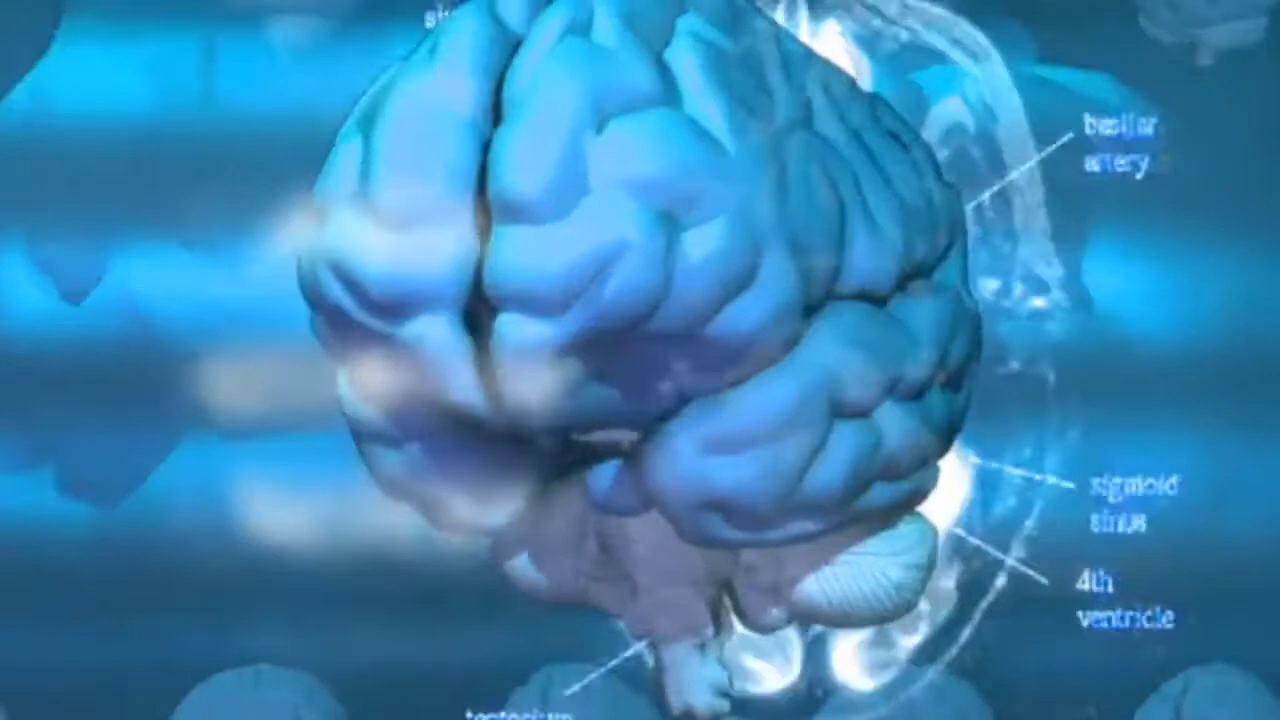 basilar
artery
sigmoid
sinus
4th
ventricle